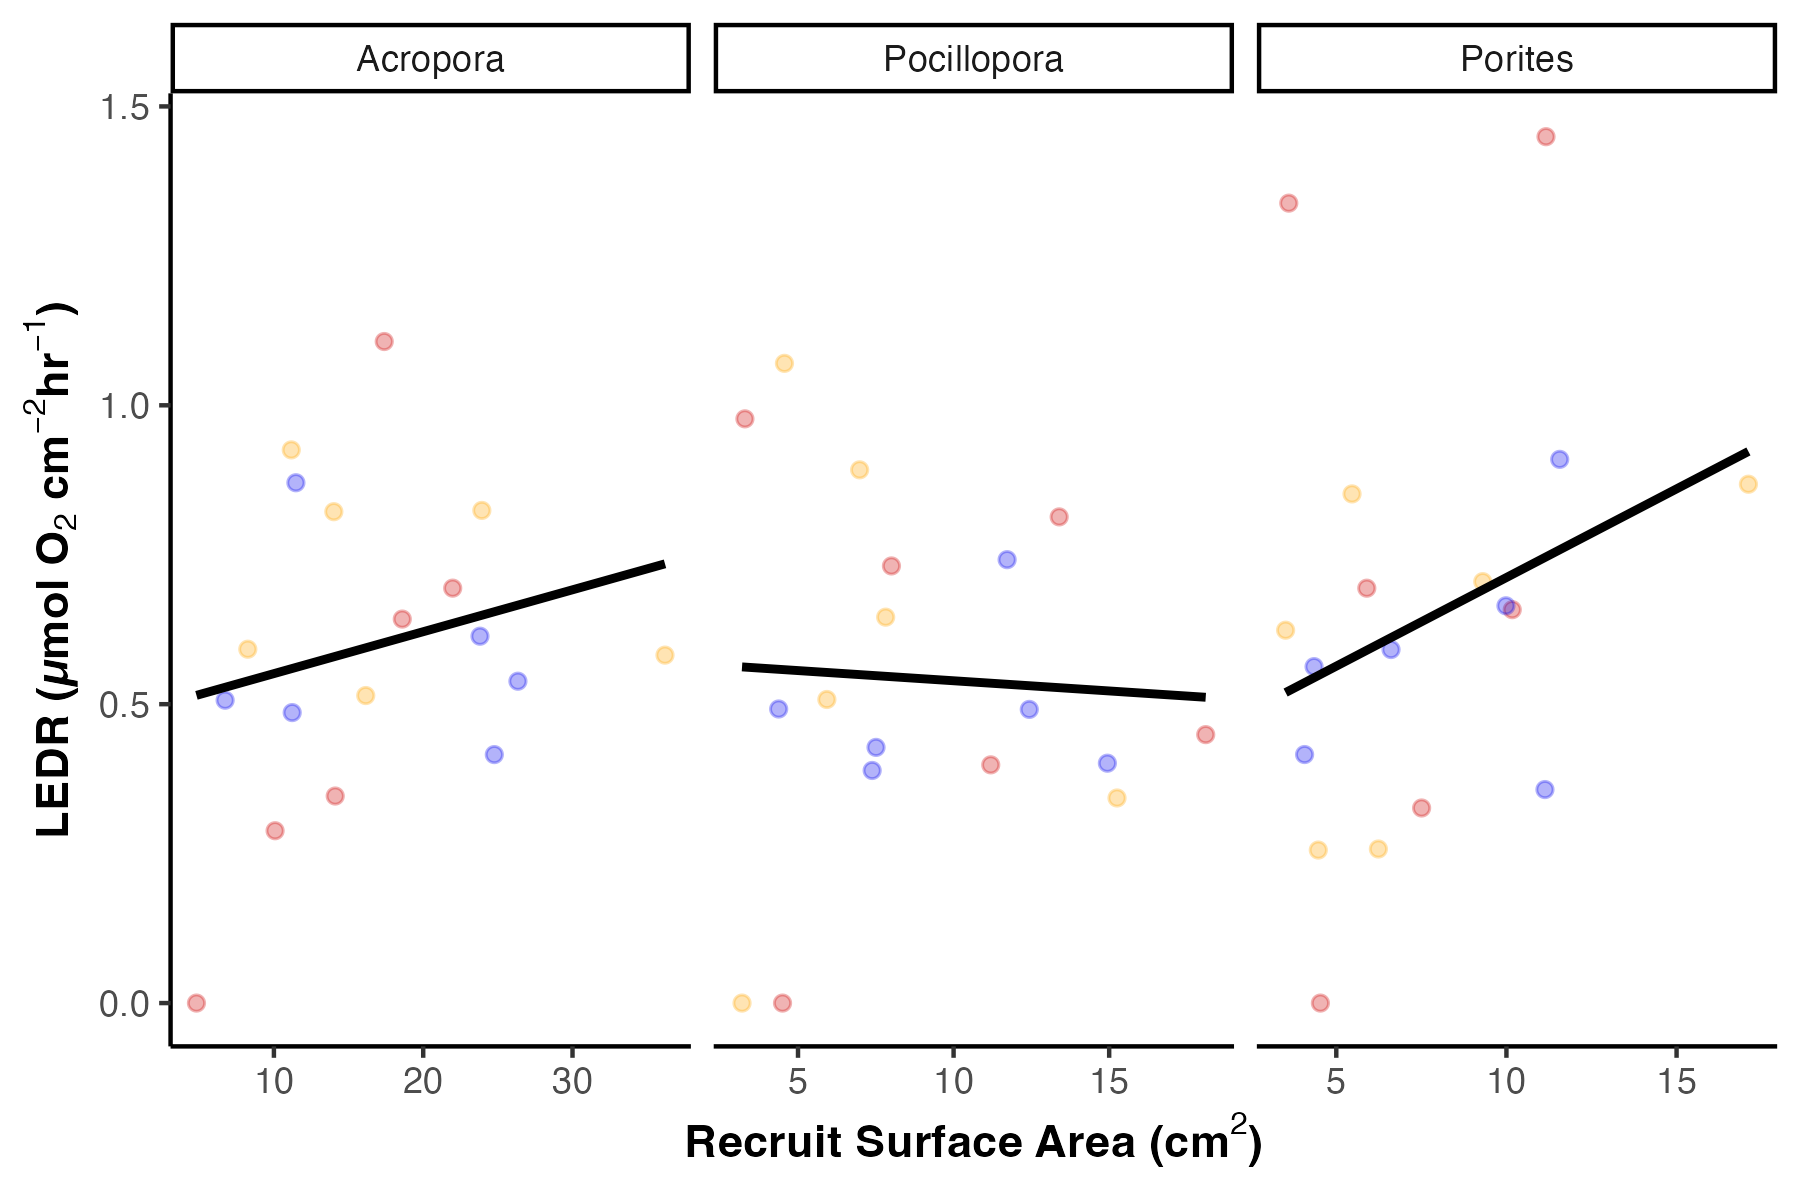 Acropora Pocillopora Porites
LEDR (µmol O₂ cm⁻²hr⁻¹)
1.5
1.0
0.5
0.0
10 20 30 5 10 15 5 10 15
Recruit Surface Area (cm²)